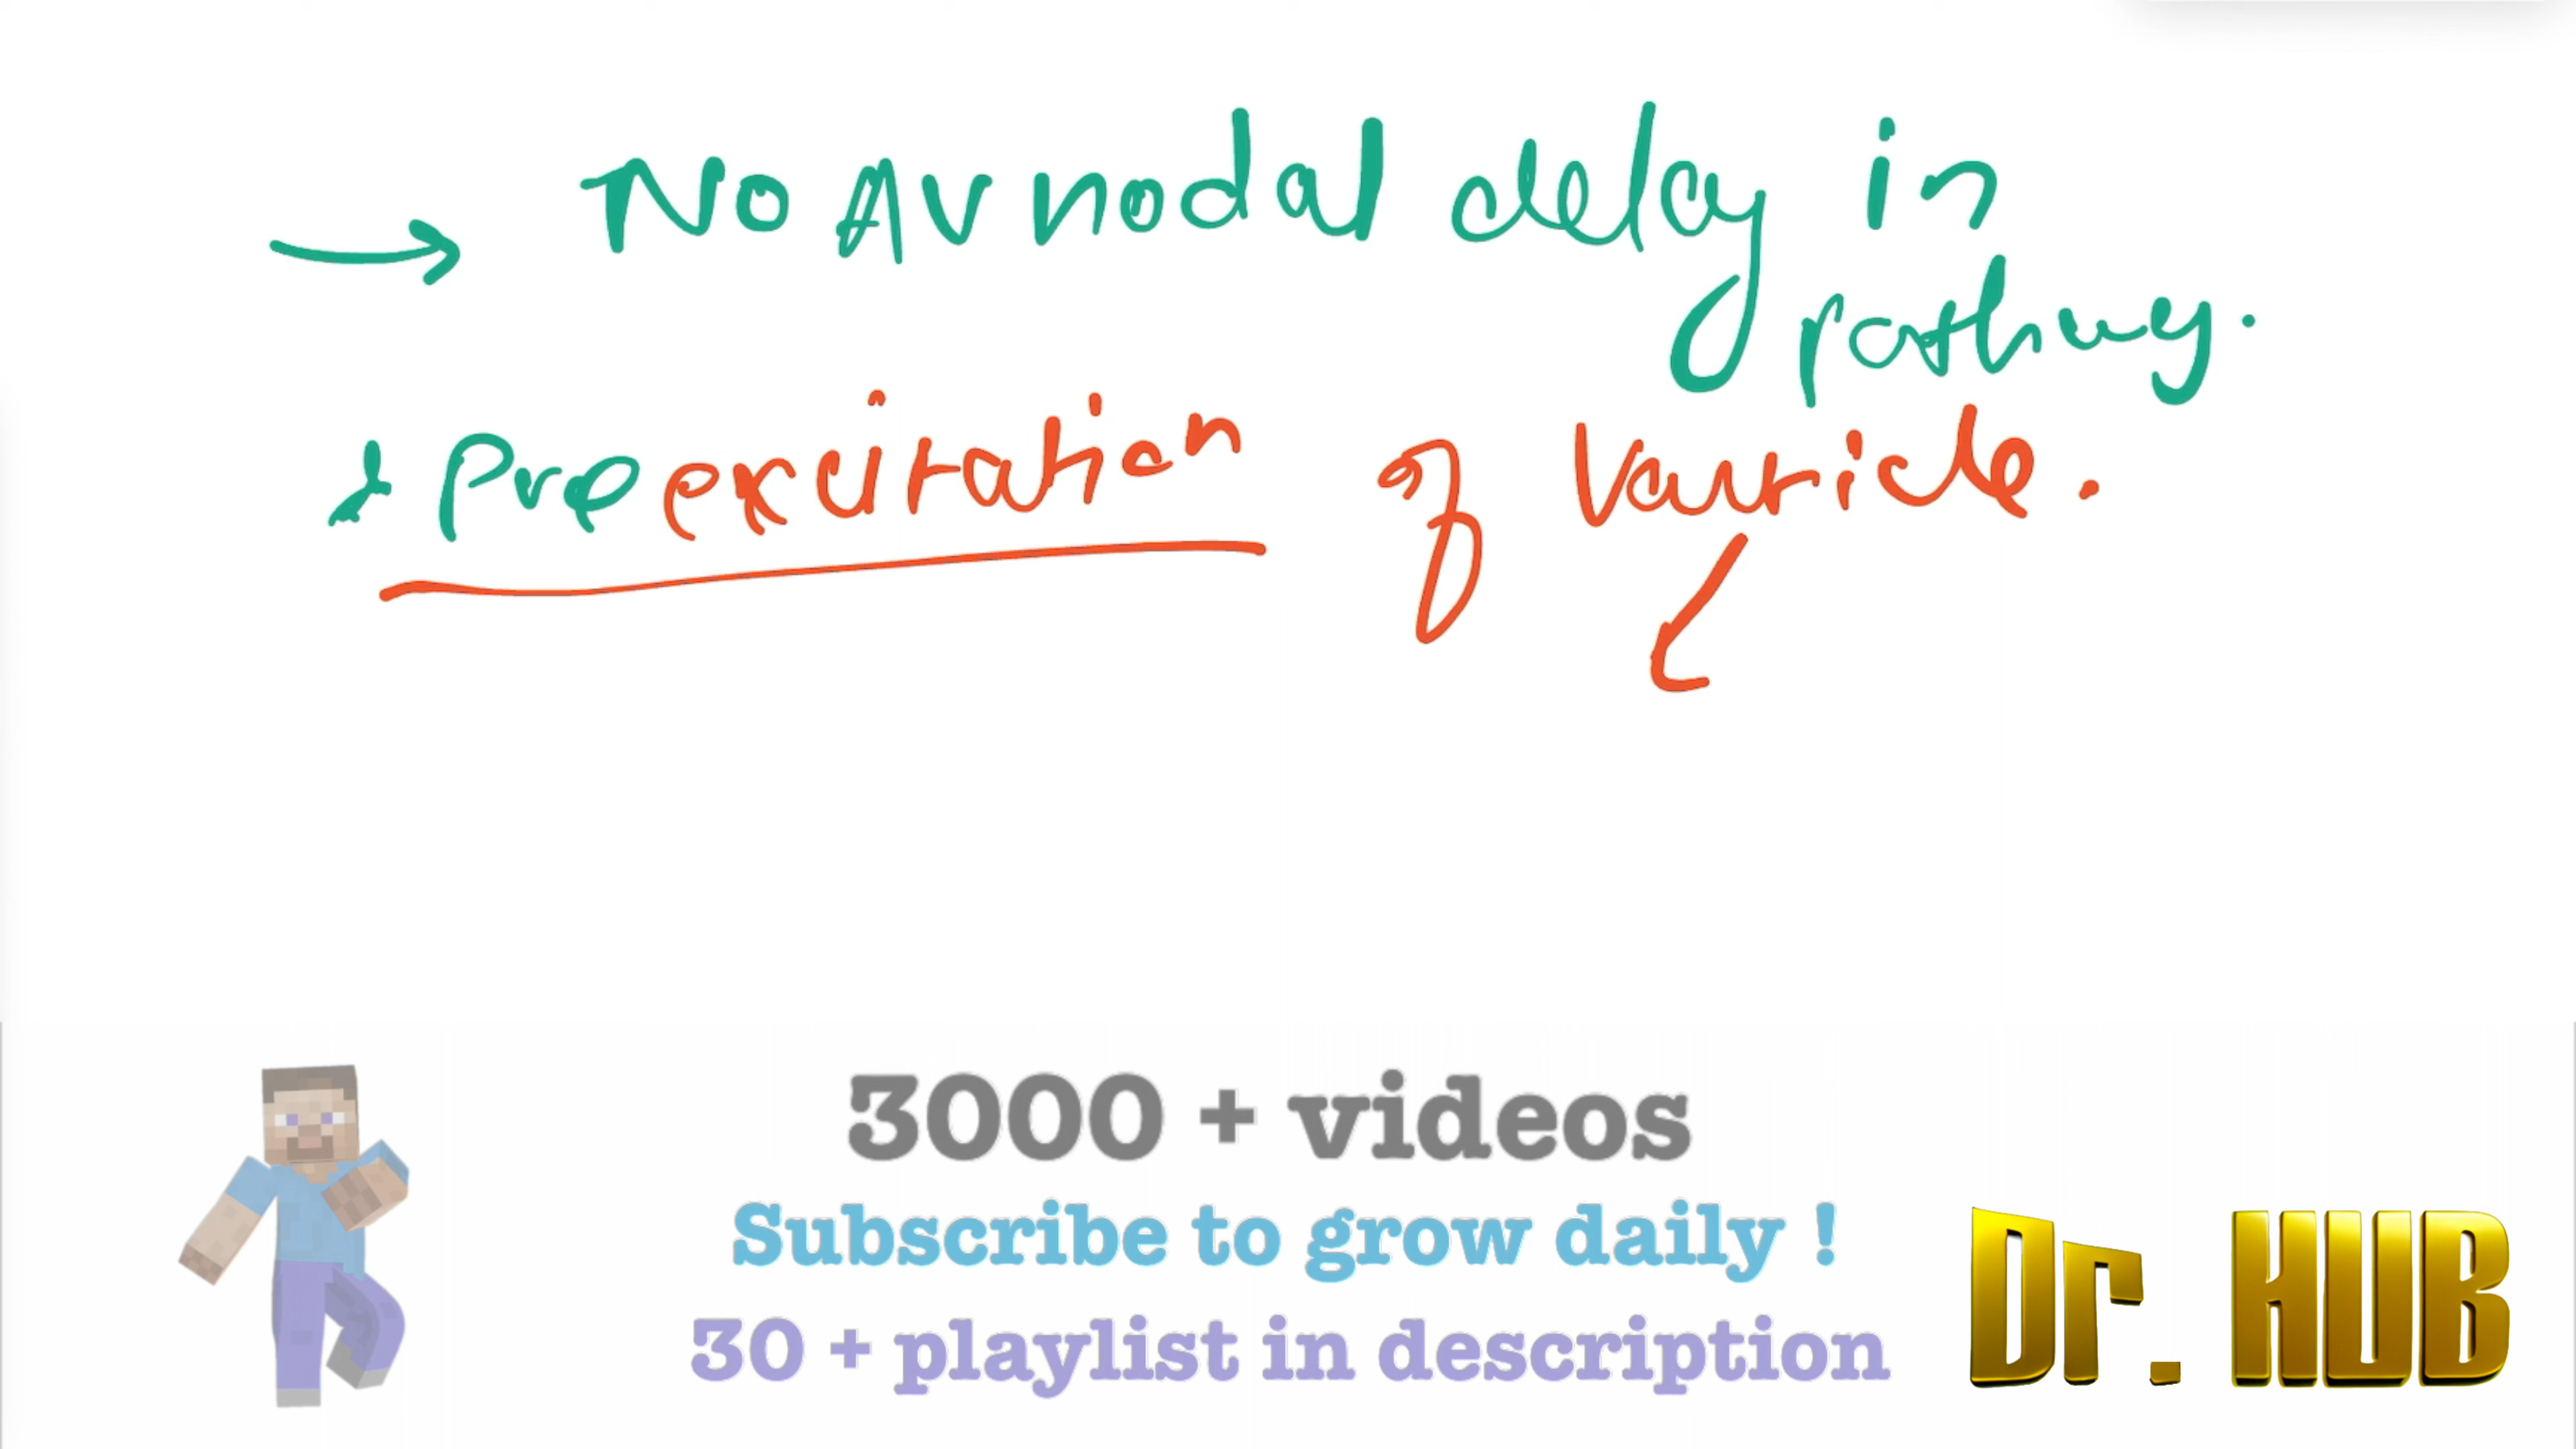 → No AV nodal delay in
pathway.
& Preexcitation of Ventricle.
3000 + videos
Subscribe to grow daily !
30 + playlist in description
Dr. HUB